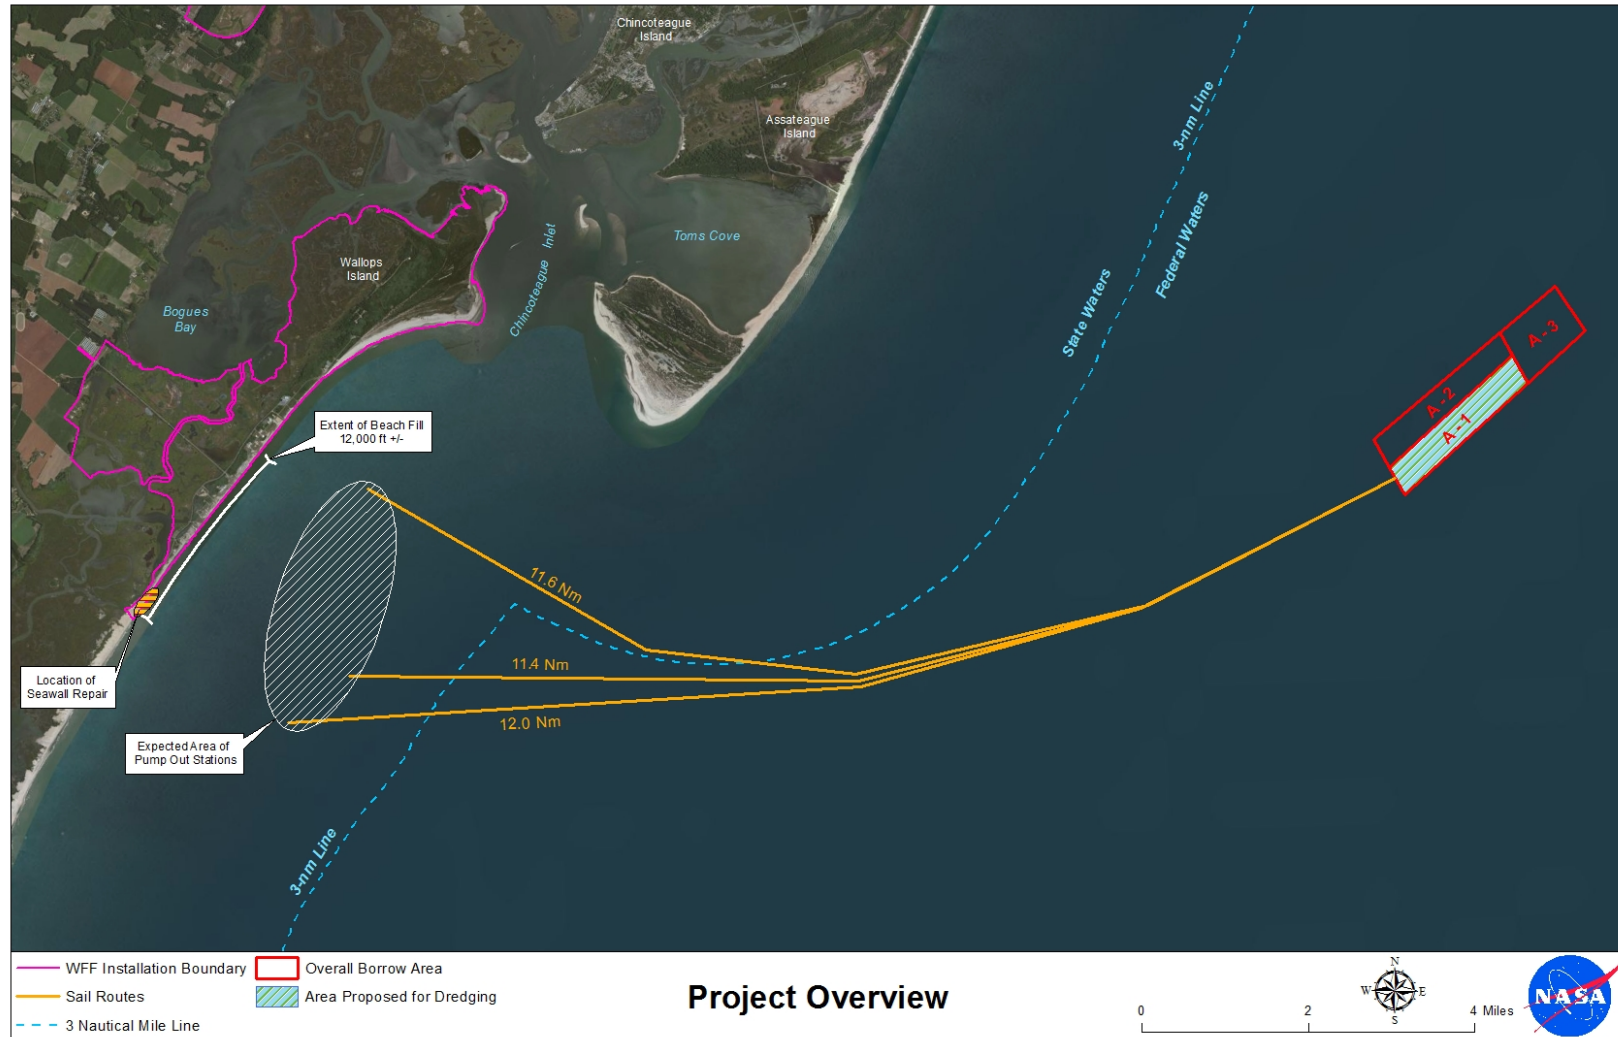 Chincoteague
Island
Assateague
Island
3-nm Line
Toms Cove
Federal Waters
Wallops
Island
Chincoteague Inlet
Bogues
Bay
State Waters
A - 3
A - 2
A - 1
Extent of Beach Fill
12,000 ft +/-
11.6 Nm
11.4 Nm
12.0 Nm
Location of
Seawall Repair
Expected Area of
Pump Out Stations
3-nm Line
WFF Installation Boundary
Overall Borrow Area
Sail Routes
Area Proposed for Dredging
3 Nautical Mile Line
Project Overview
N
W E
S
0 2 4 Miles
NASA